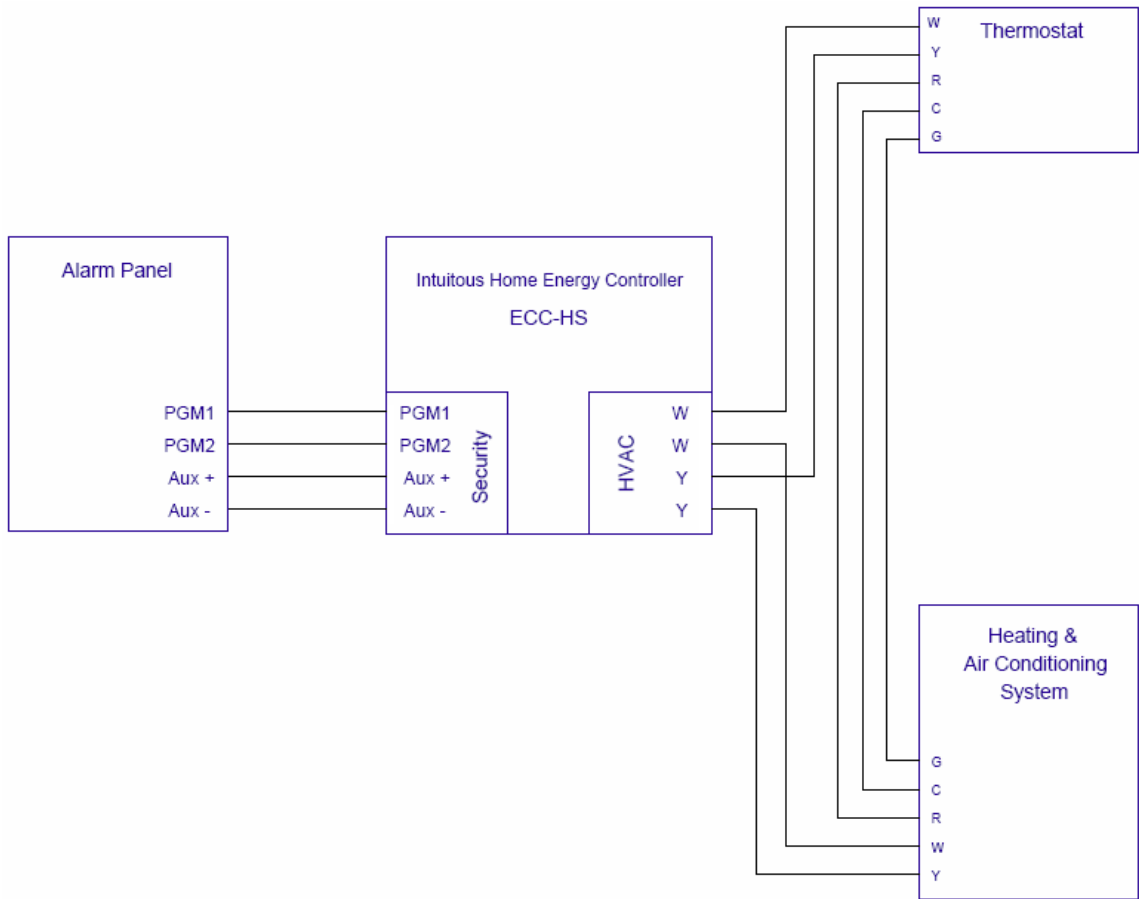 Thermostat
W
Y
R
C
G
Alarm Panel
PGM1
PGM2
Aux +
Aux -
Intuitous Home Energy Controller
ECC-HS
PGM1
PGM2
Aux +
Aux -
Security
HVAC
W
W
Y
Y
Heating &
Air Conditioning
System
G
C
R
W
Y